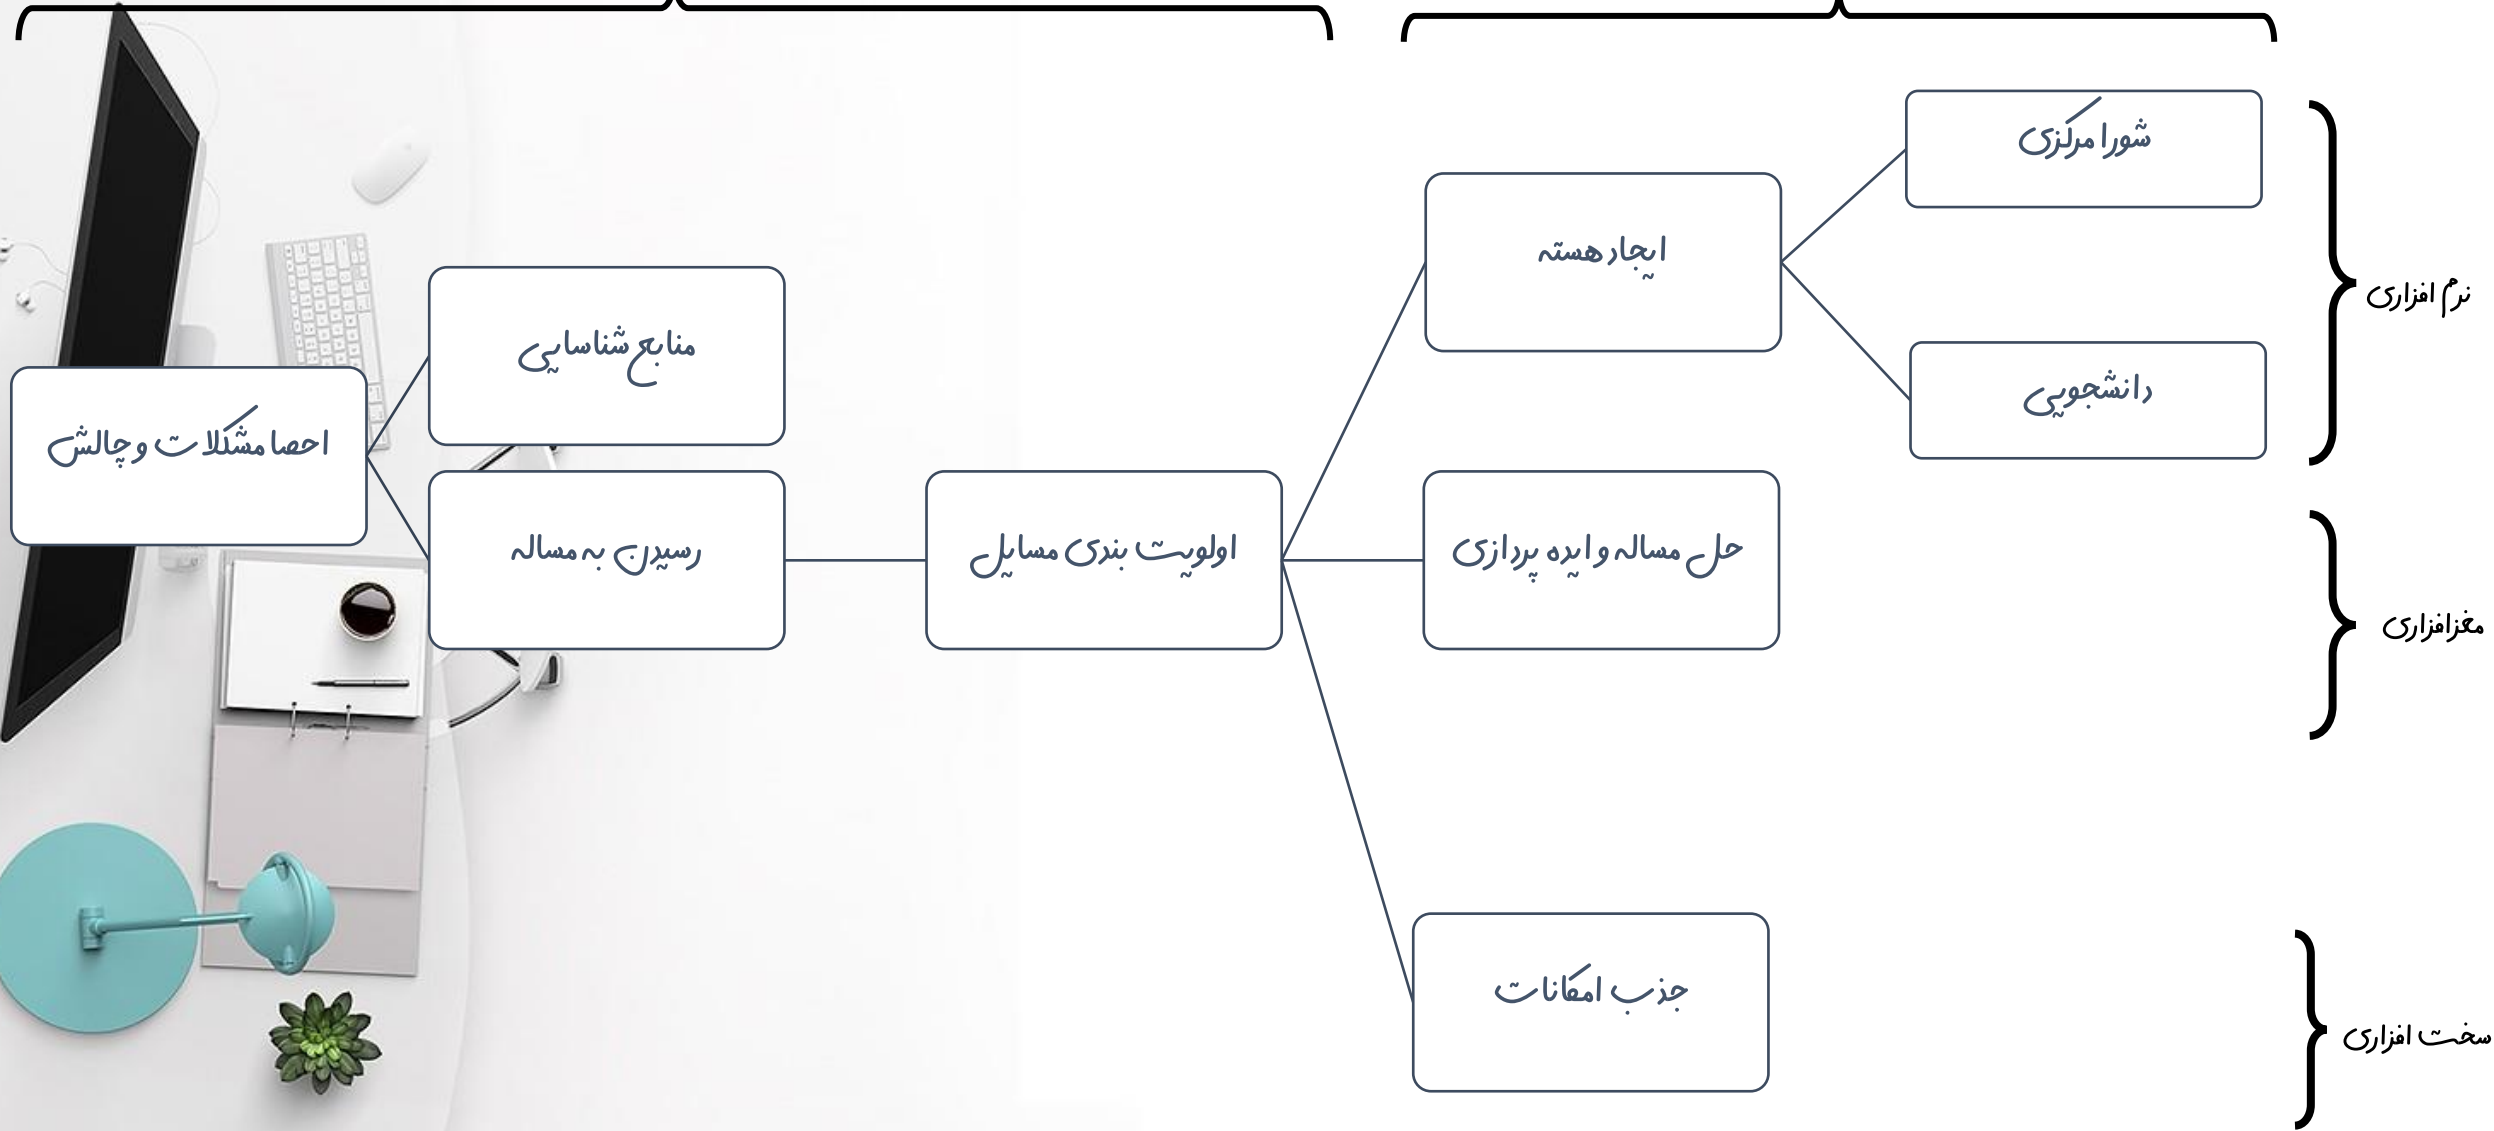 شورا مرکزی
ایجاد هسته
نرم افزاری
منابع شناسایی
دانشجویی
احصا مشکلات و چالش
رسیدن به مساله
اولویت بندی مسایل
حل مساله و ایده پردازی
مغزافزاری
جذب امکانات
سخت افزاری